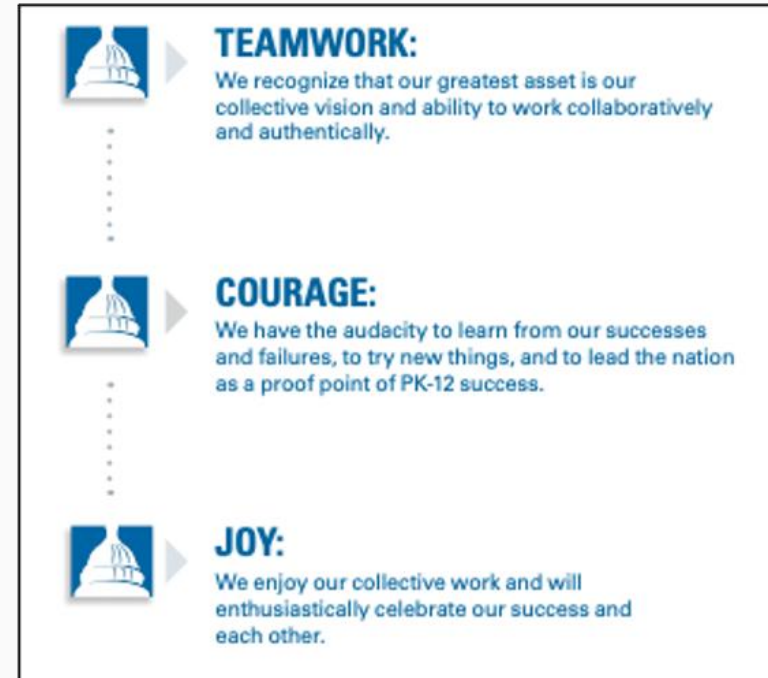 TEAMWORK:
We recognize that our greatest asset is our
collective vision and ability to work collaboratively
and authentically.
COURAGE:
We have the audacity to learn from our successes
and failures, to try new things, and to lead the nation
as a proof point of PK-12 success.
JOY:
We enjoy our collective work and will
enthusiastically celebrate our success and
each other.